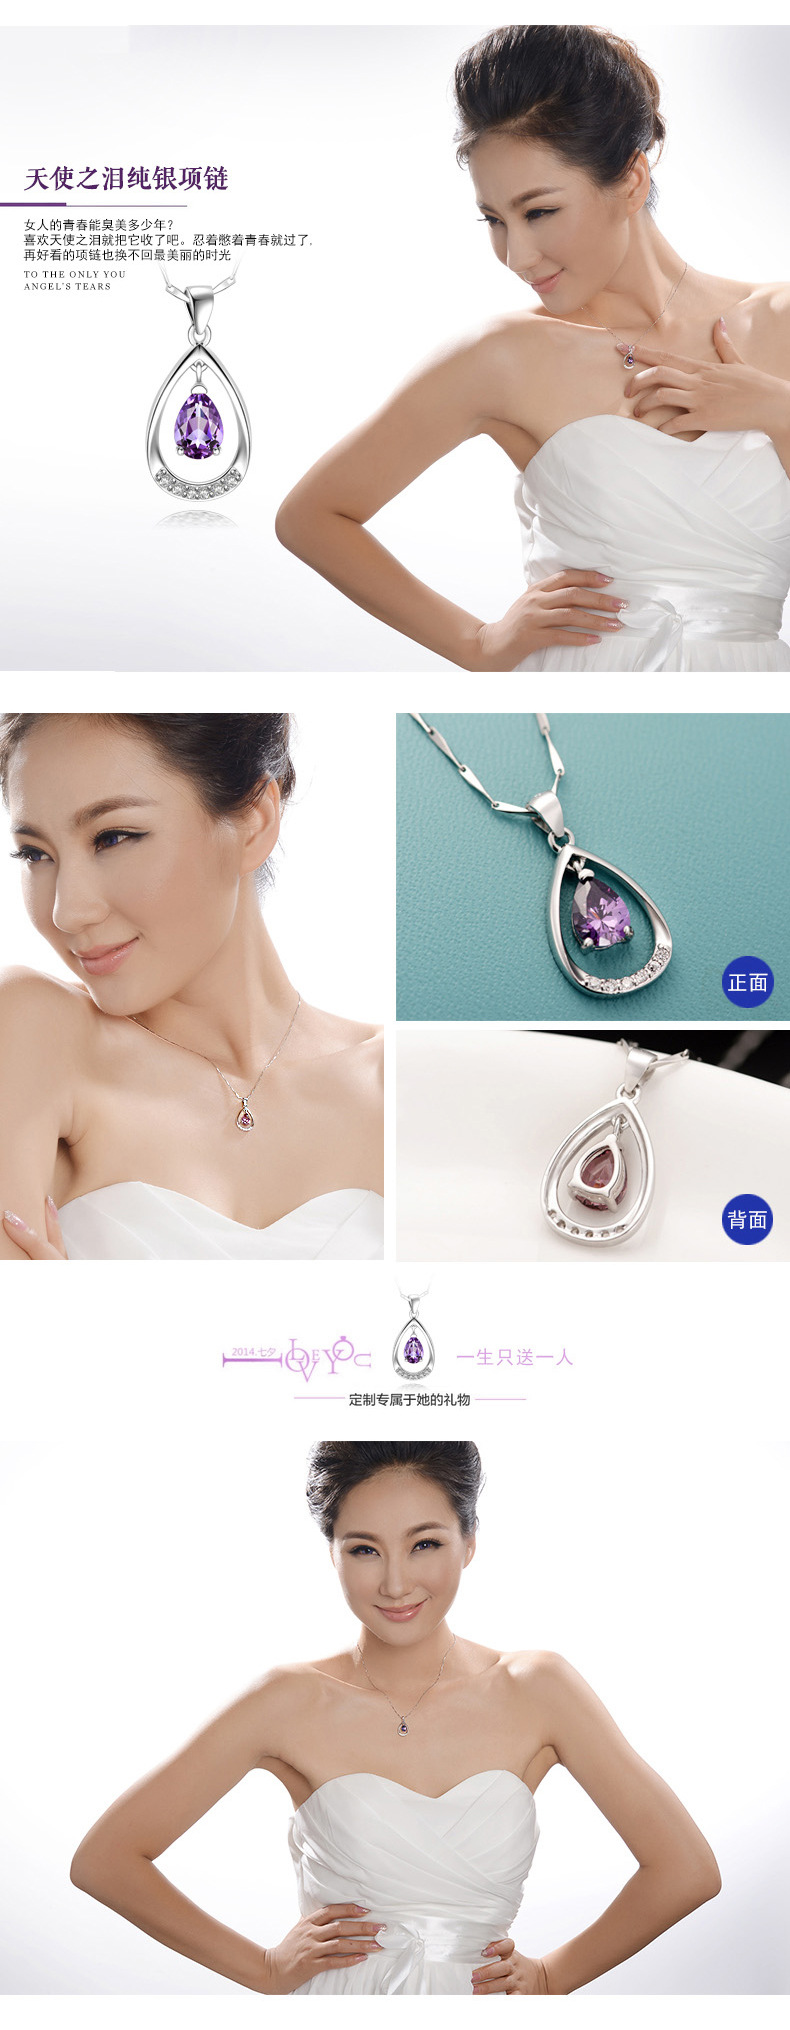 天使之泪纯银项链
女人的青春能臭美多少年？
喜欢天使之泪就把它收了吧。忍着憋着青春就过了,
再好看的项链也换不回最美丽的时光
TO THE ONLY YOU
ANGEL'S TEARS
正面
背面
2014.七夕 LOVE YOU 一生只送一人
定制专属于她的礼物